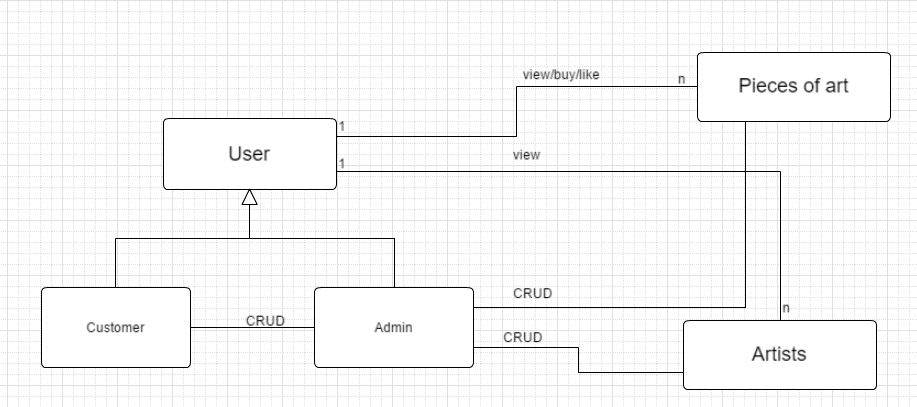 view/buy/like
n
Pieces of art
1
User
1
view
CRUD
n
Customer
CRUD
Admin
CRUD
Artists